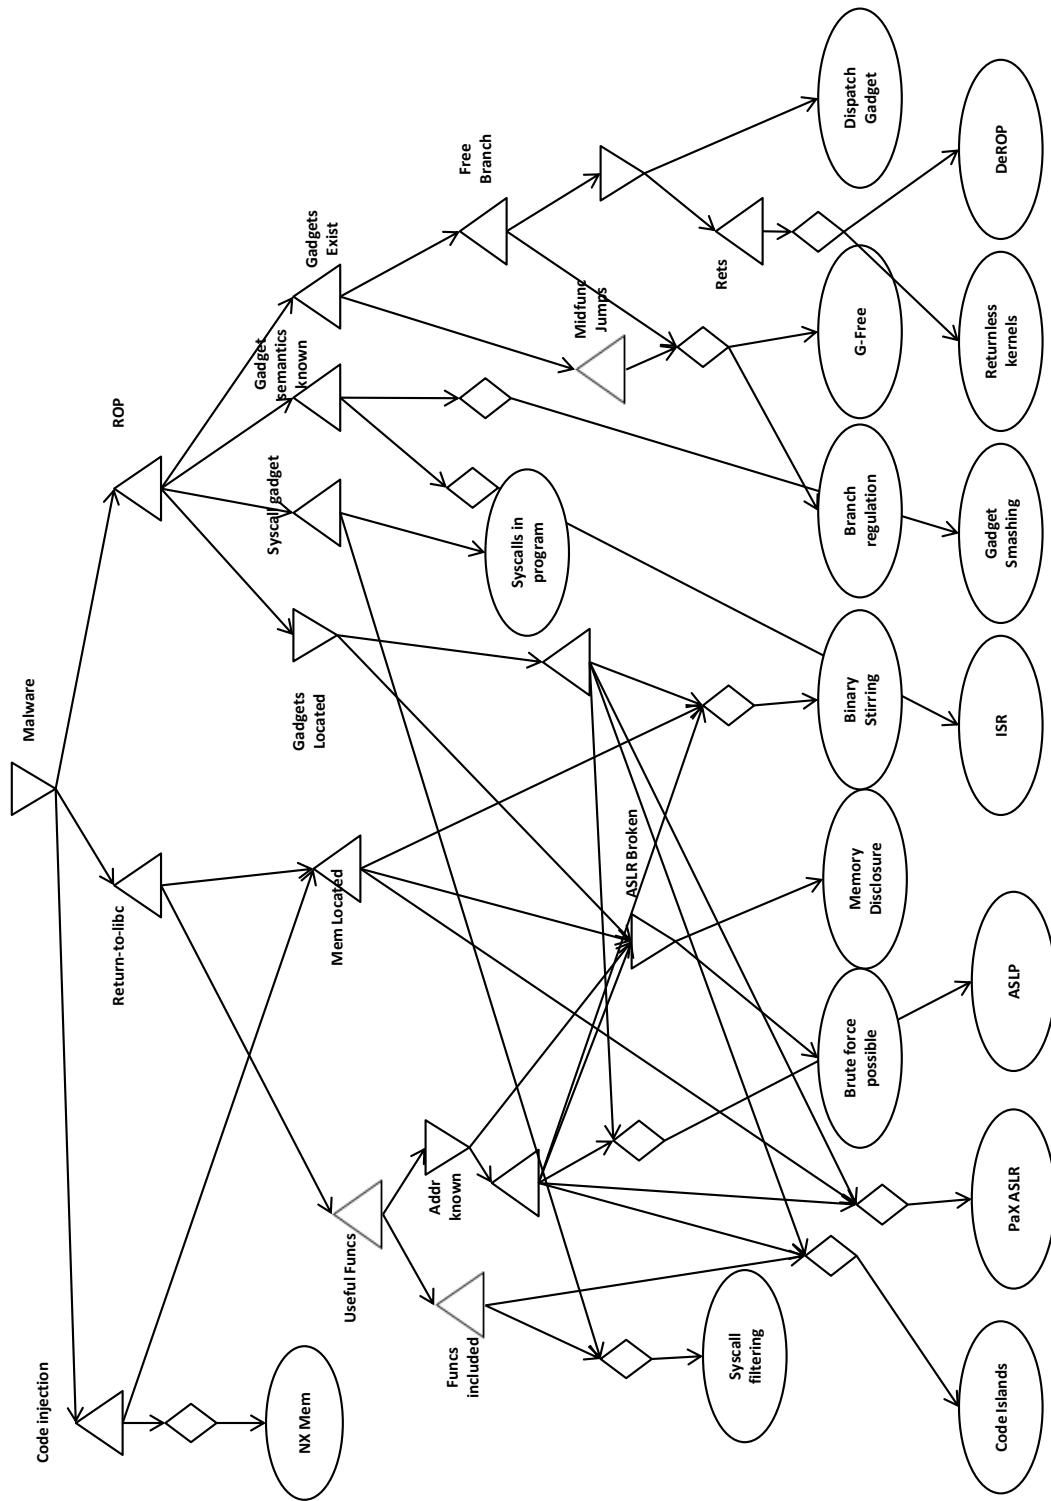 Malware
Code injection
Return-to-libc
ROP
NX Mem
Useful Funcs
Mem Located
Gadgets
Located
Syscall gadget
Gadget
semantics
known
Gadgets
Exist
Funcs
included
Addr
known
Syscalls in
program
Free
Branch
Midfunc
Jumps
ASLR Broken
Rets
Syscall
filtering
Brute force
possible
Memory
Disclosure
Binary
Stirring
Branch
regulation
G-Free
Dispatch
Gadget
Code Islands
PaX ASLR
ASLP
ISR
Gadget
Smashing
Returnless
kernels
DeROP